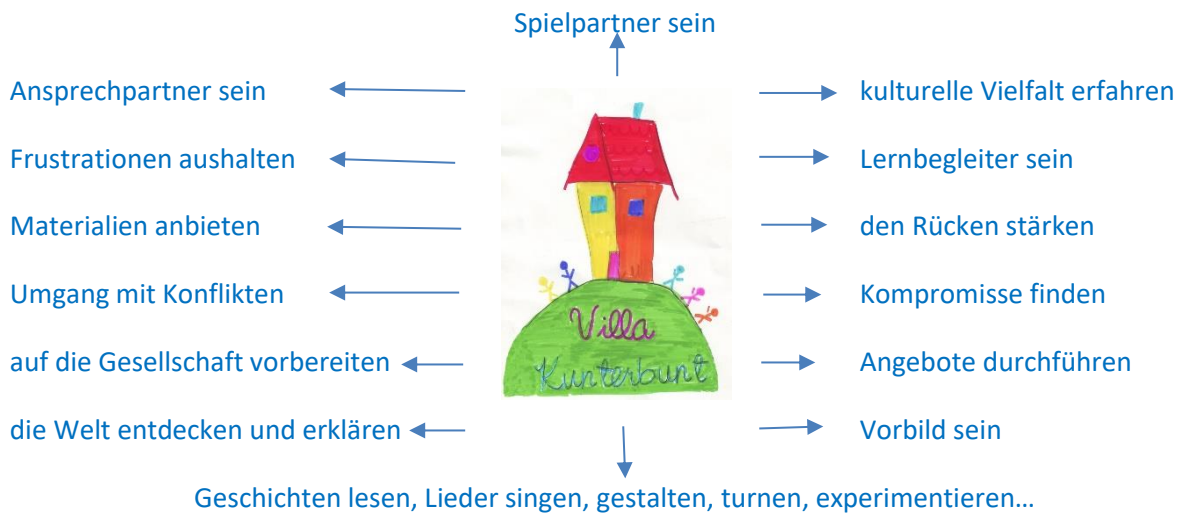 Spielpartner sein
Ansprechpartner sein
kulturelle Vielfalt erfahren
Frustrationen aushalten
Lernbegleiter sein
Materialien anbieten
den Rücken stärken
Umgang mit Konflikten
Kompromisse finden
Villa
auf die Gesellschaft vorbereiten
Kunterbunt
Angebote durchführen
die Welt entdecken und erklären
Vorbild sein
Geschichten lesen, Lieder singen, gestalten, turnen, experimentieren…